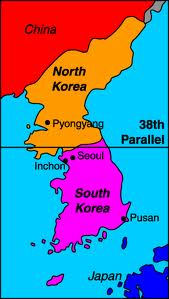 China
North
Korea
Pyongyang
38th
Parallel
Seoul
Inchon
South
Korea
Pusan
Japan